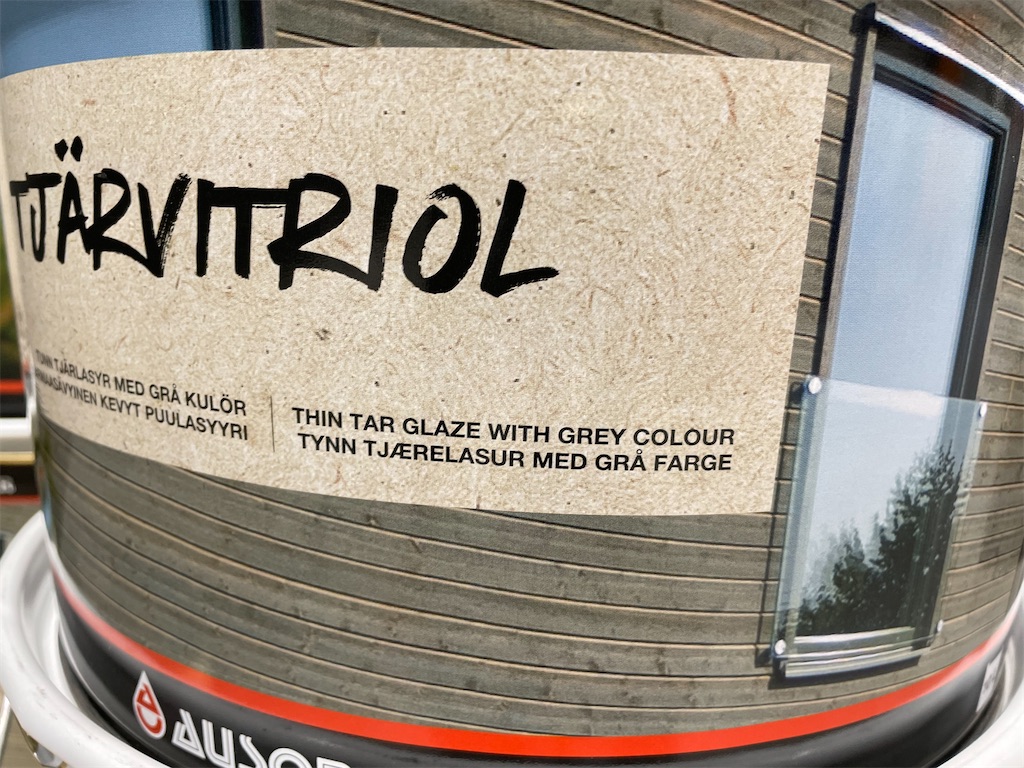 TJÄRVITRIOL
TUNN TJÄRLASYR MED GRÅ KULÖR
KEVYT PUULASYYRI
THIN TAR GLAZE WITH GREY COLOUR
TYNN TJÆRELASUR MED GRÅ FARGE